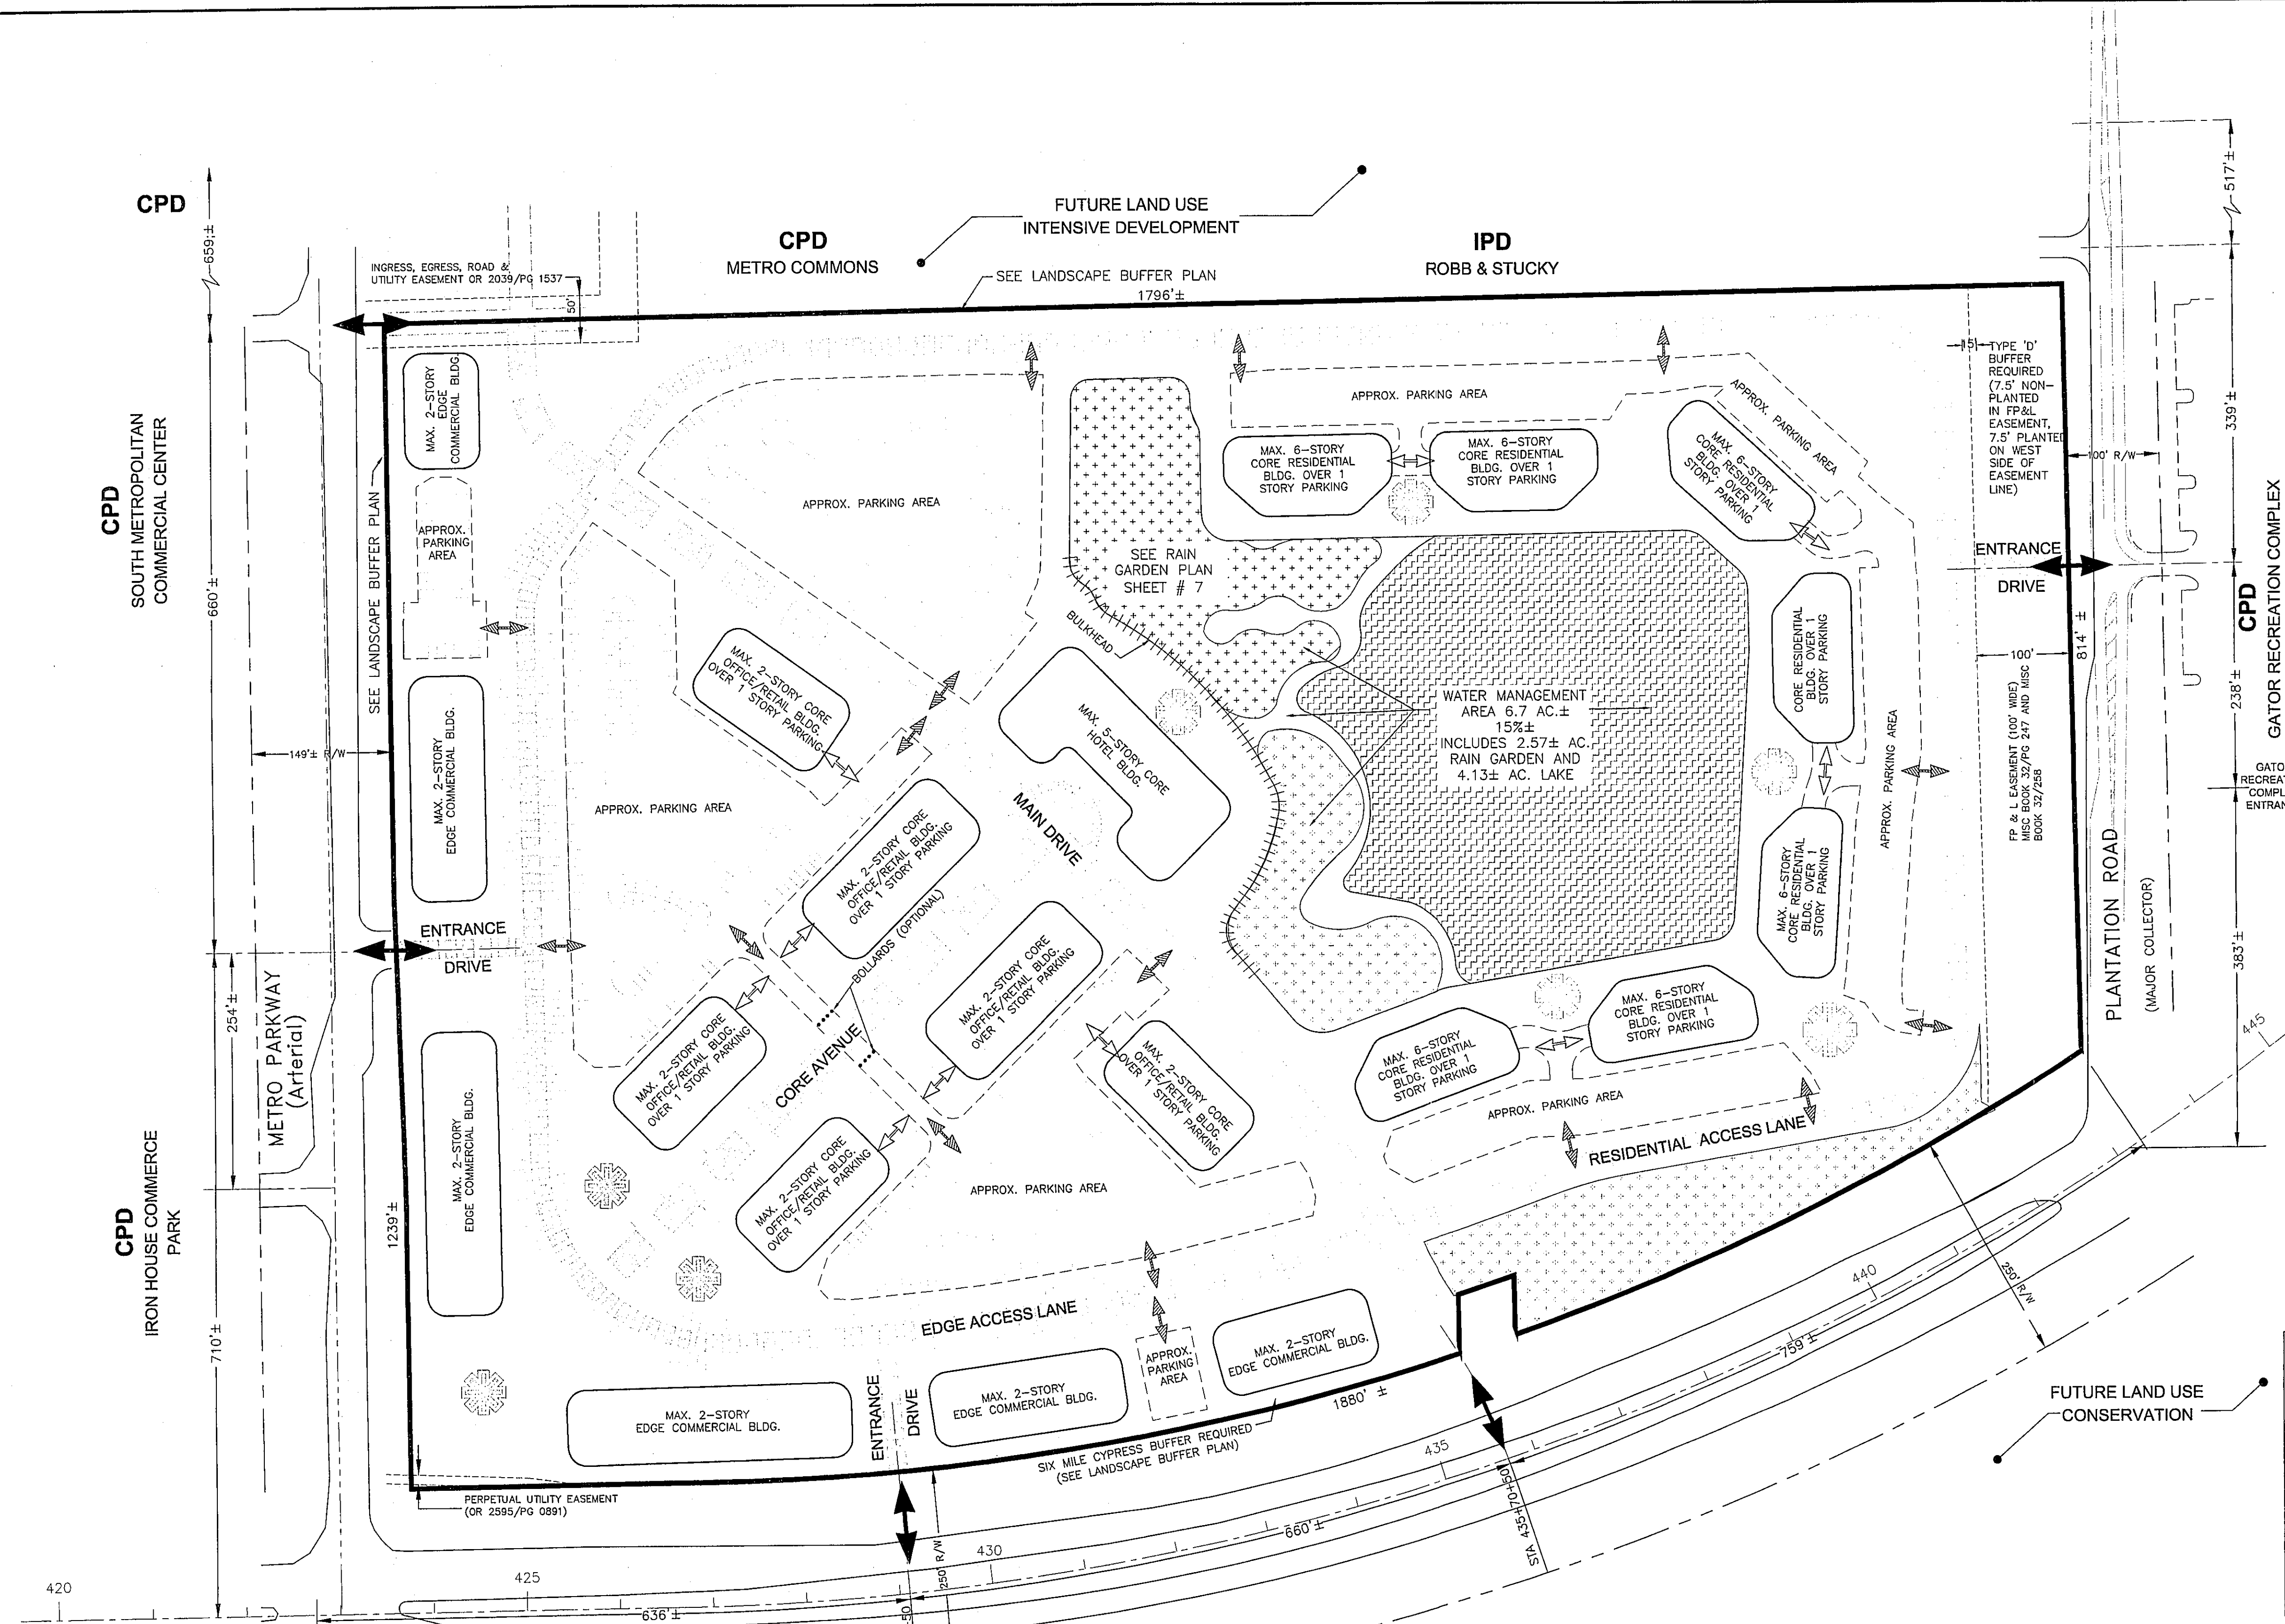 CPD
659;±
FUTURE LAND USE
INTENSIVE DEVELOPMENT
CPD
METRO COMMONS
IPD
ROBB & STUCKY
517'±
INGRESS, EGRESS, ROAD &
UTILITY EASEMENT OR 2039/PG 1537
50'
SEE LANDSCAPE BUFFER PLAN
1796'±
MAX. 2-STORY
EDGE
COMMERCIAL BLDG.
15'
TYPE 'D'
BUFFER
REQUIRED
(7.5' NON-
PLANTED
IN FP&L
EASEMENT,
7.5' PLANTED
ON WEST
SIDE OF
EASEMENT
LINE)
339'±
100' R/W
APPROX. PARKING AREA
APPROX. PARKING AREA
MAX. 6-STORY
CORE RESIDENTIAL
BLDG. OVER 1
STORY PARKING
MAX. 6-STORY
CORE RESIDENTIAL
BLDG. OVER 1
STORY PARKING
MAX. 6-STORY
CORE RESIDENTIAL
BLDG. OVER 1
STORY PARKING
CPD
SOUTH METROPOLITAN
COMMERCIAL CENTER
660'±
SEE LANDSCAPE BUFFER PLAN
APPROX.
PARKING
AREA
APPROX. PARKING AREA
SEE RAIN
GARDEN PLAN
SHEET # 7
BULKHEAD
ENTRANCE
DRIVE
CPD
GATOR RECREATION COMPLEX
814' ±
238'±
100'
CORE RESIDENTIAL
BLDG. OVER 1
STORY PARKING
MAX. 2-STORY CORE
OFFICE/RETAIL BLDG.
OVER 1 STORY PARKING
MAX. 5-STORY CORE
HOTEL BLDG.
WATER MANAGEMENT
AREA 6.7 AC.±
15%±
INCLUDES 2.57± AC.
RAIN GARDEN AND
4.13± AC. LAKE
MAX. 2-STORY
EDGE COMMERCIAL BLDG.
149'± R/W
APPROX. PARKING AREA
MAIN DRIVE
APPROX. PARKING AREA
FP & L EASEMENT (100' WIDE)
MISC BOOK 32/PG 247 AND MISC
BOOK 32/258
GATO
RECREAT
COMPL
ENTRAN
MAX. 2-STORY CORE
OFFICE/RETAIL BLDG.
OVER 1 STORY PARKING
BOLLARDS (OPTIONAL)
MAX. 6-STORY
CORE RESIDENTIAL
BLDG. OVER 1
STORY PARKING
PLANTATION ROAD
(MAJOR COLLECTOR)
383'±
ENTRANCE
DRIVE
METRO PARKWAY
(Arterial)
254'±
MAX. 2-STORY CORE
OFFICE/RETAIL BLDG.
OVER 1 STORY PARKING
CORE AVENUE
MAX. 2-STORY CORE
OFFICE/RETAIL BLDG.
OVER 1 STORY PARKING
MAX. 2-STORY CORE
OFFICE/RETAIL BLDG.
OVER 1 STORY PARKING
MAX. 6-STORY
CORE RESIDENTIAL
BLDG. OVER 1
STORY PARKING
MAX. 6-STORY
CORE RESIDENTIAL
BLDG. OVER 1
STORY PARKING
445
APPROX. PARKING AREA
RESIDENTIAL ACCESS LANE
MAX. 2-STORY
EDGE COMMERCIAL BLDG.
CPD
IRON HOUSE COMMERCE
PARK
1239'±
710'±
MAX. 2-STORY CORE
OFFICE/RETAIL BLDG.
OVER 1 STORY PARKING
APPROX. PARKING AREA
EDGE ACCESS LANE
440
250' R/W
759'±
MAX. 2-STORY
EDGE COMMERCIAL BLDG.
ENTRANCE
DRIVE
MAX. 2-STORY
EDGE COMMERCIAL BLDG.
APPROX.
PARKING
AREA
MAX. 2-STORY
EDGE COMMERCIAL BLDG.
1880' ±
SIX MILE CYPRESS BUFFER REQUIRED
(SEE LANDSCAPE BUFFER PLAN)
435
FUTURE LAND USE
CONSERVATION
PERPETUAL UTILITY EASEMENT
(OR 2595/PG 0891)
STA 435+70+50
660'±
250' R/W
430
425
420
636'±
50